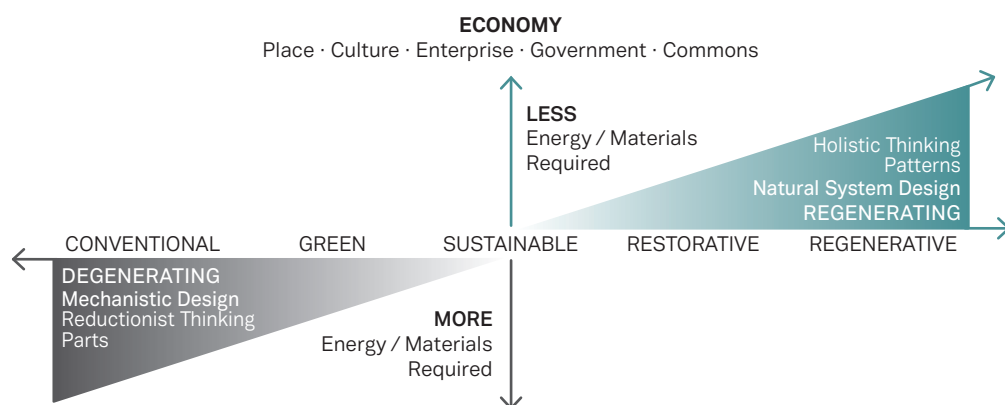 ECONOMY
Place · Culture · Enterprise · Government · Commons
LESS
Energy / Materials
Required
Holistic Thinking
Patterns
Natural System Design
REGENERATING
CONVENTIONAL GREEN SUSTAINABLE RESTORATIVE REGENERATIVE
DEGENERATING
Mechanistic Design
Reductionist Thinking
Parts
MORE
Energy / Materials
Required